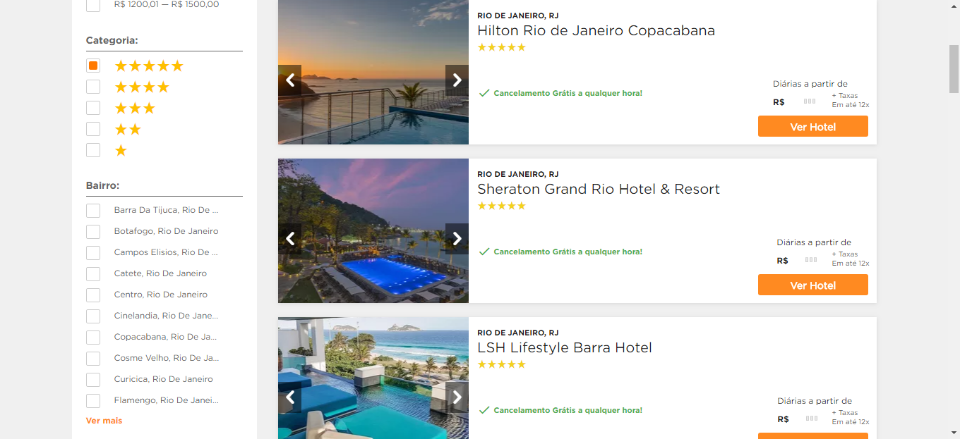 R$ 1200,01 — R$ 1500,00
Categoria:
Bairro:
Barra Da Tijuca, Rio De ...
Botafogo, Rio De Janeiro
Campos Elisios, Rio De ...
Catete, Rio De Janeiro
Centro, Rio De Janeiro
Cinelandia, Rio De Jane...
Copacabana, Rio De Ja...
Cosme Velho, Rio De Ja...
Curicica, Rio De Janeiro
Flamengo, Rio De Janei...
Ver mais
RIO DE JANEIRO, RJ
Hilton Rio de Janeiro Copacabana
Cancelamento Grátis a qualquer hora!
Diárias a partir de
R$
+ Taxas
Em até 12x
Ver Hotel
RIO DE JANEIRO, RJ
Sheraton Grand Rio Hotel & Resort
Cancelamento Grátis a qualquer hora!
Diárias a partir de
R$
+ Taxas
Em até 12x
Ver Hotel
RIO DE JANEIRO, RJ
LSH Lifestyle Barra Hotel
Cancelamento Grátis a qualquer hora!
Diárias a partir de
R$
+ Taxas
Em até 12x